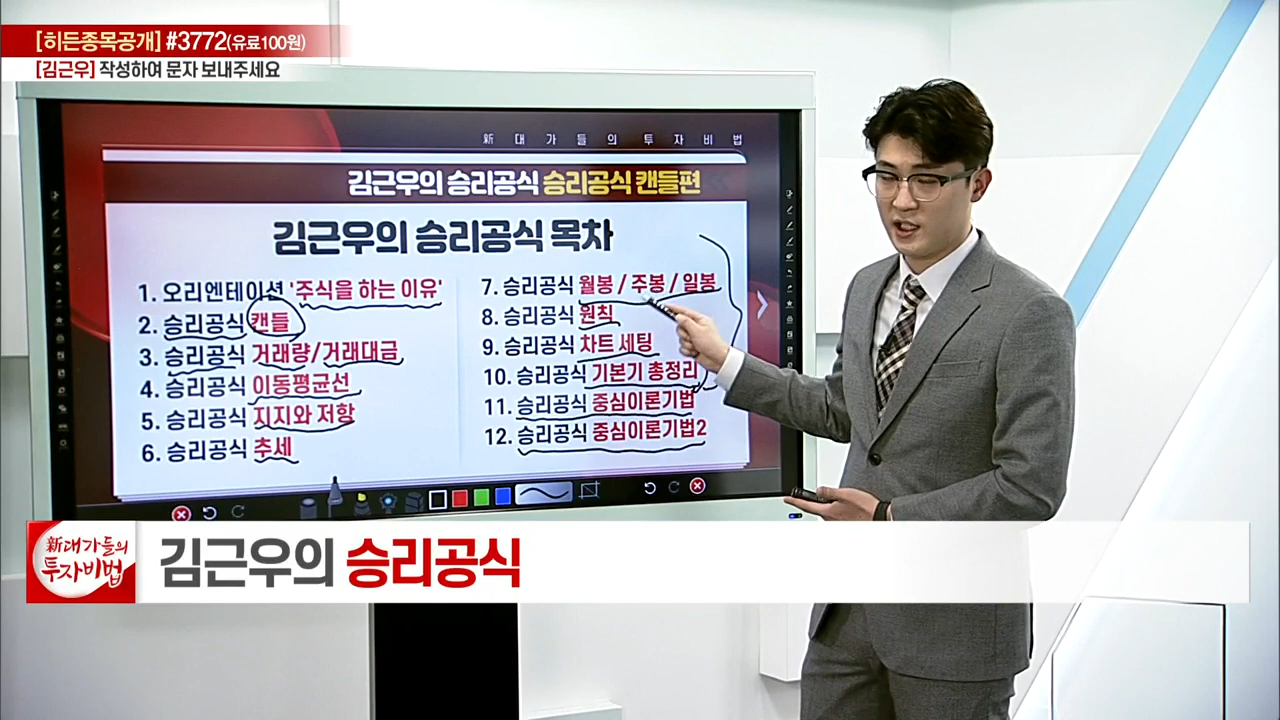 [히든종목공개] #3772(유료100원)
[김근우] 작성하여 문자 보내주세요
新 대 가 들 의 투 자 비 법
김근우의 승리공식 승리공식 캔들편
김근우의 승리공식 목차
1. 오리엔테이션 '주식을 하는 이유'
2. 승리공식 캔들
3. 승리공식 거래량/거래대금
4. 승리공식 이동평균선
5. 승리공식 지지와 저항
6. 승리공식 추세
7. 승리공식 월봉 / 주봉 / 일봉
8. 승리공식 원칙
9. 승리공식 차트 세팅
10. 승리공식 기본기 총정리
11. 승리공식 중심이론기법
12. 승리공식 중심이론기법2
新대가들의
투자비법
김근우의 승리공식